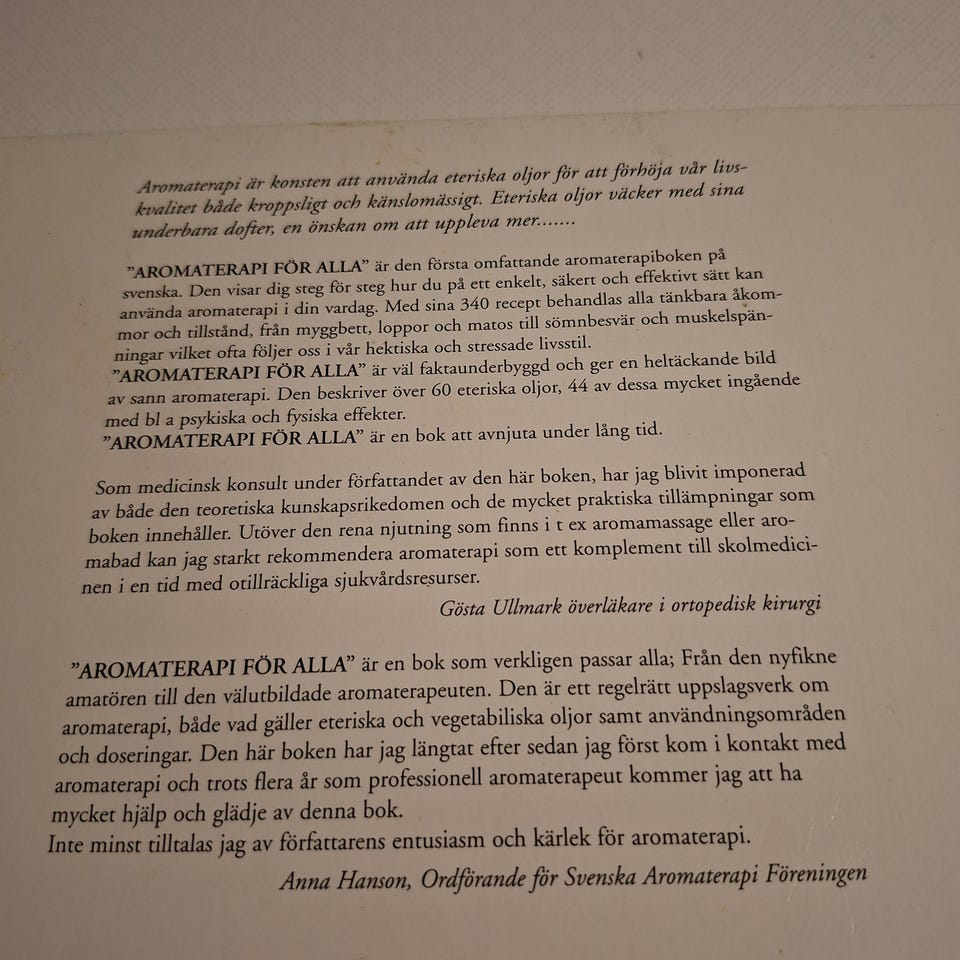 Aromaterapi är konsten att använda eteriska oljor för att förhöja vår livs-
kvalitet både kroppsligt och känslomässigt. Eteriska oljor väcker med sina
underbara dofter, en önskan om att uppleva mer.......
”AROMATERAPI FÖR ALLA” är den första omfattande aromaterapiboken på
svenska. Den visar dig steg för steg hur du på ett enkelt, säkert och effektivt sätt kan
använda aromaterapi i din vardag. Med sina 340 recept behandlas alla tänkbara åkom-
mor och tillstånd, från myggbett, loppor och matos till sömnbesvär och muskelspän-
ningar vilket ofta följer oss i vår hektiska och stressade livsstil.
”AROMATERAPI FÖR ALLA” är väl faktaunderbyggd och ger en heltäckande bild
av sann aromaterapi. Den beskriver över 60 eteriska oljor, 44 av dessa mycket ingående
med bl a psykiska och fysiska effekter.
”AROMATERAPI FÖR ALLA” är en bok att avnjuta under lång tid.
Som medicinsk konsult under författandet av den här boken, har jag blivit imponerad
av både den teoretiska kunskapsrikedomen och de mycket praktiska tillämpningar som
boken innehåller. Utöver den rena njutning som finns i t ex aromamassage eller aro-
mabad kan jag starkt rekommendera aromaterapi som ett komplement till skolmedici-
nen i en tid med otillräckliga sjukvårdsresurser.
Gösta Ullmark överläkare i ortopedisk kirurgi
”AROMATERAPI FÖR ALLA” är en bok som verkligen passar alla; Från den nyfikne
amatören till den välutbildade aromaterapeuten. Den är ett regelrätt uppslagsverk om
aromaterapi, både vad gäller eteriska och vegetabiliska oljor samt användningsområden
och doseringar. Den här boken har jag längtat efter sedan jag först kom i kontakt med
aromaterapi och trots flera år som professionell aromaterapeut kommer jag att ha
mycket hjälp och glädje av denna bok.
Inte minst tilltalas jag av författarens entusiasm och kärlek för aromaterapi.
Anna Hanson, Ordförande för Svenska Aromaterapi Föreningen